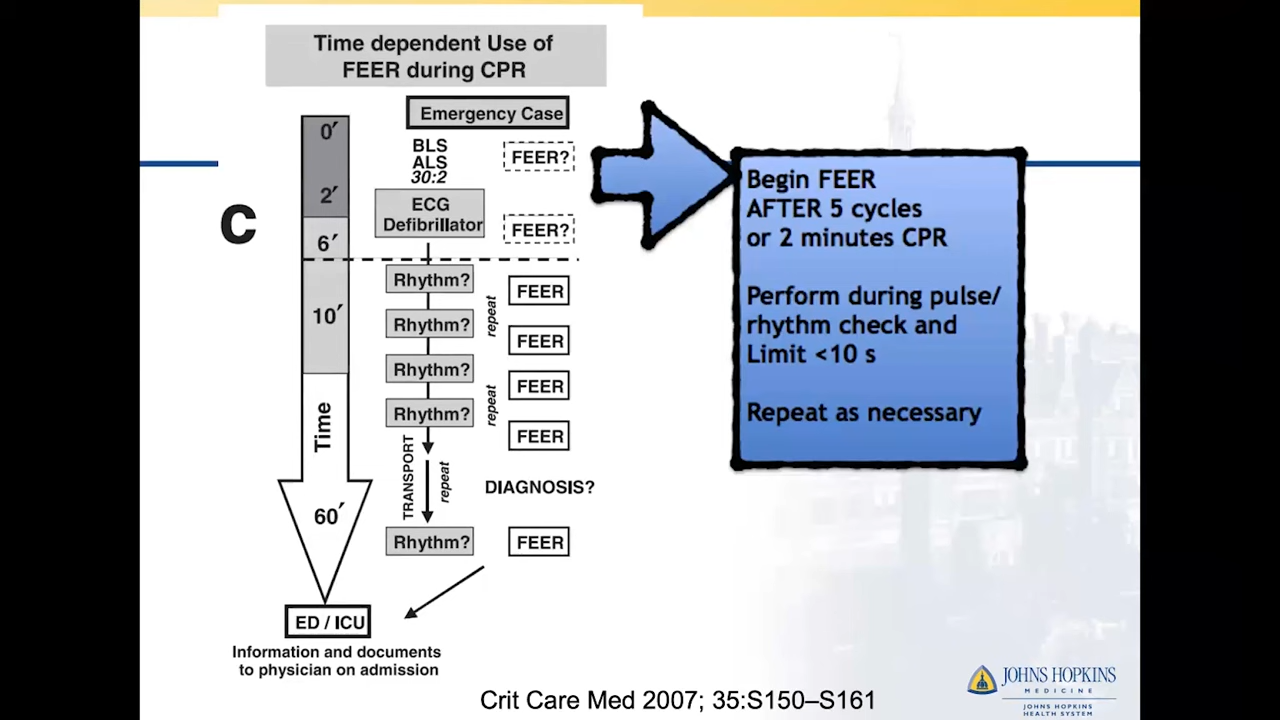 Time dependent Use of
FEER during CPR
Emergency Case
C
0′
2′
6′
10′
Time
60′
BLS
ALS
30:2
FEER?
ECG
Defibrillator
FEER?
Rhythm?
FEER
Rhythm?
repeat
FEER
Rhythm?
FEER
Rhythm?
repeat
FEER
TRANSPORT
repeat
DIAGNOSIS?
Rhythm?
FEER
ED / ICU
Information and documents
to physician on admission
Begin FEER
AFTER 5 cycles
or 2 minutes CPR
Perform during pulse/
rhythm check and
Limit <10 s
Repeat as necessary
Crit Care Med 2007; 35:S150–S161
JOHNS HOPKINS
MEDICINE
JOHNS HOPKINS
HEALTH SYSTEM